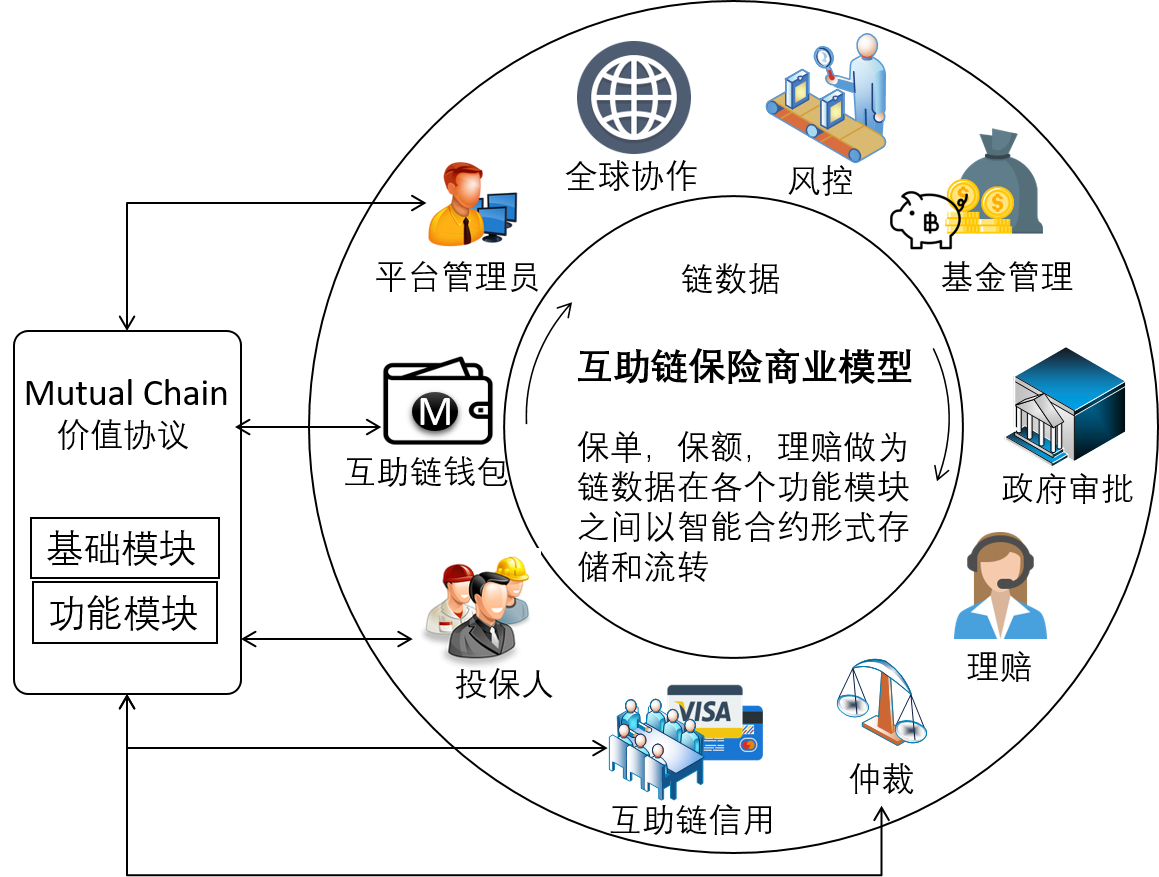 全球协作
风控
平台管理员
基金管理
链数据
互助链保险商业模型
Mutual Chain
价值协议
M
互助链钱包
保单，保额，理赔做为
链数据在各个功能模块
之间以智能合约形式存
储和流转
政府审批
基础模块
功能模块
投保人
理赔
VISA
仲裁
互助链信用